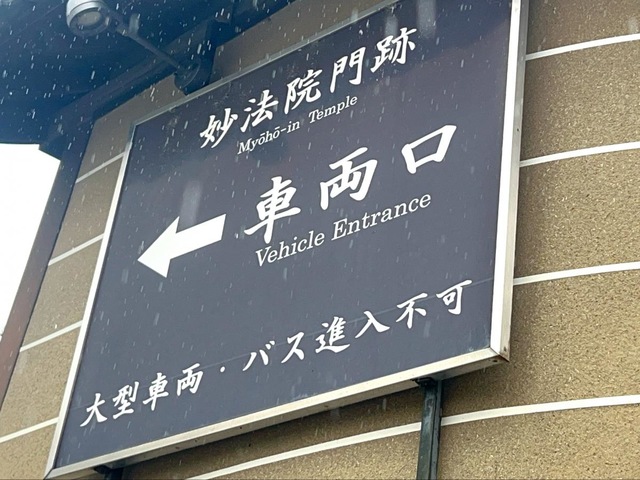 妙法院門跡
Myōhō-in Temple
車両口
Vehicle Entrance
大型車両・バス進入不可